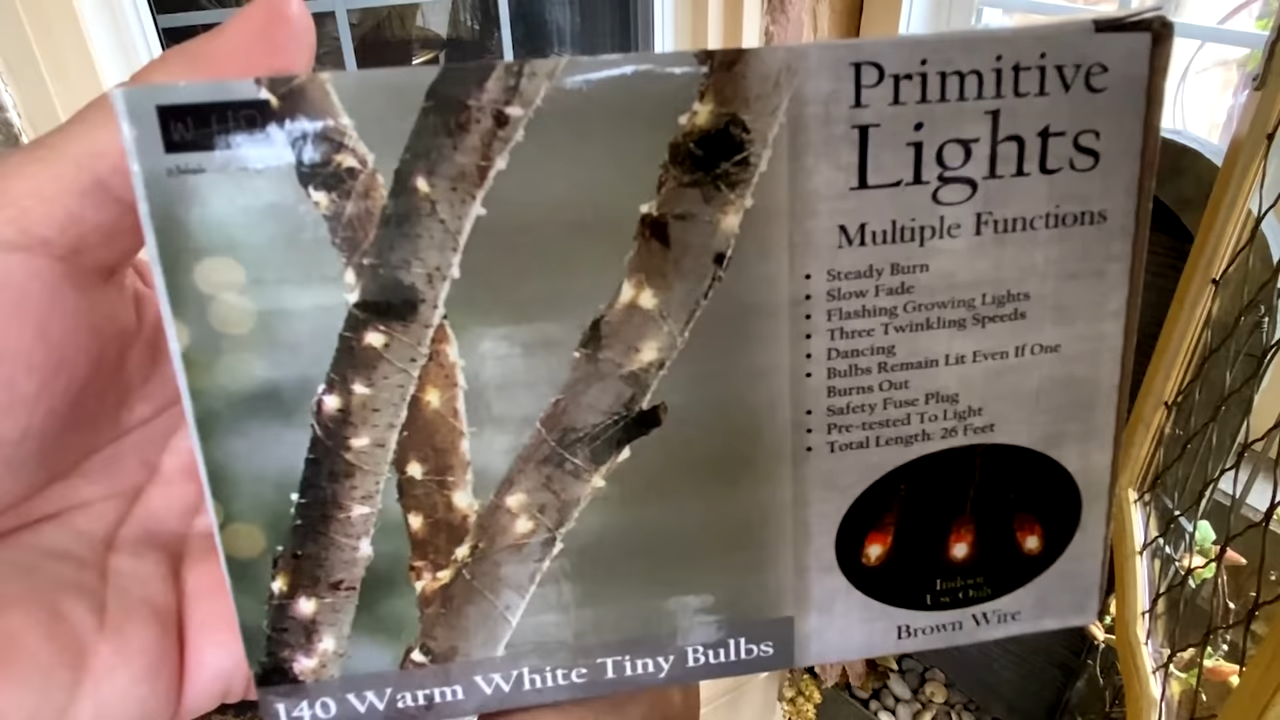 Primitive
Lights
Multiple Functions
• Steady Burn
• Slow Fade
• Flashing Growing Lights
• Three Twinkling Speeds
• Dancing
• Bulbs Remain Lit Even If One
Burns Out
• Safety Fuse Plug
• Pre-tested To Light
• Total Length: 26 Feet
Indoor
Use Only
Brown Wire
140 Warm White Tiny Bulbs